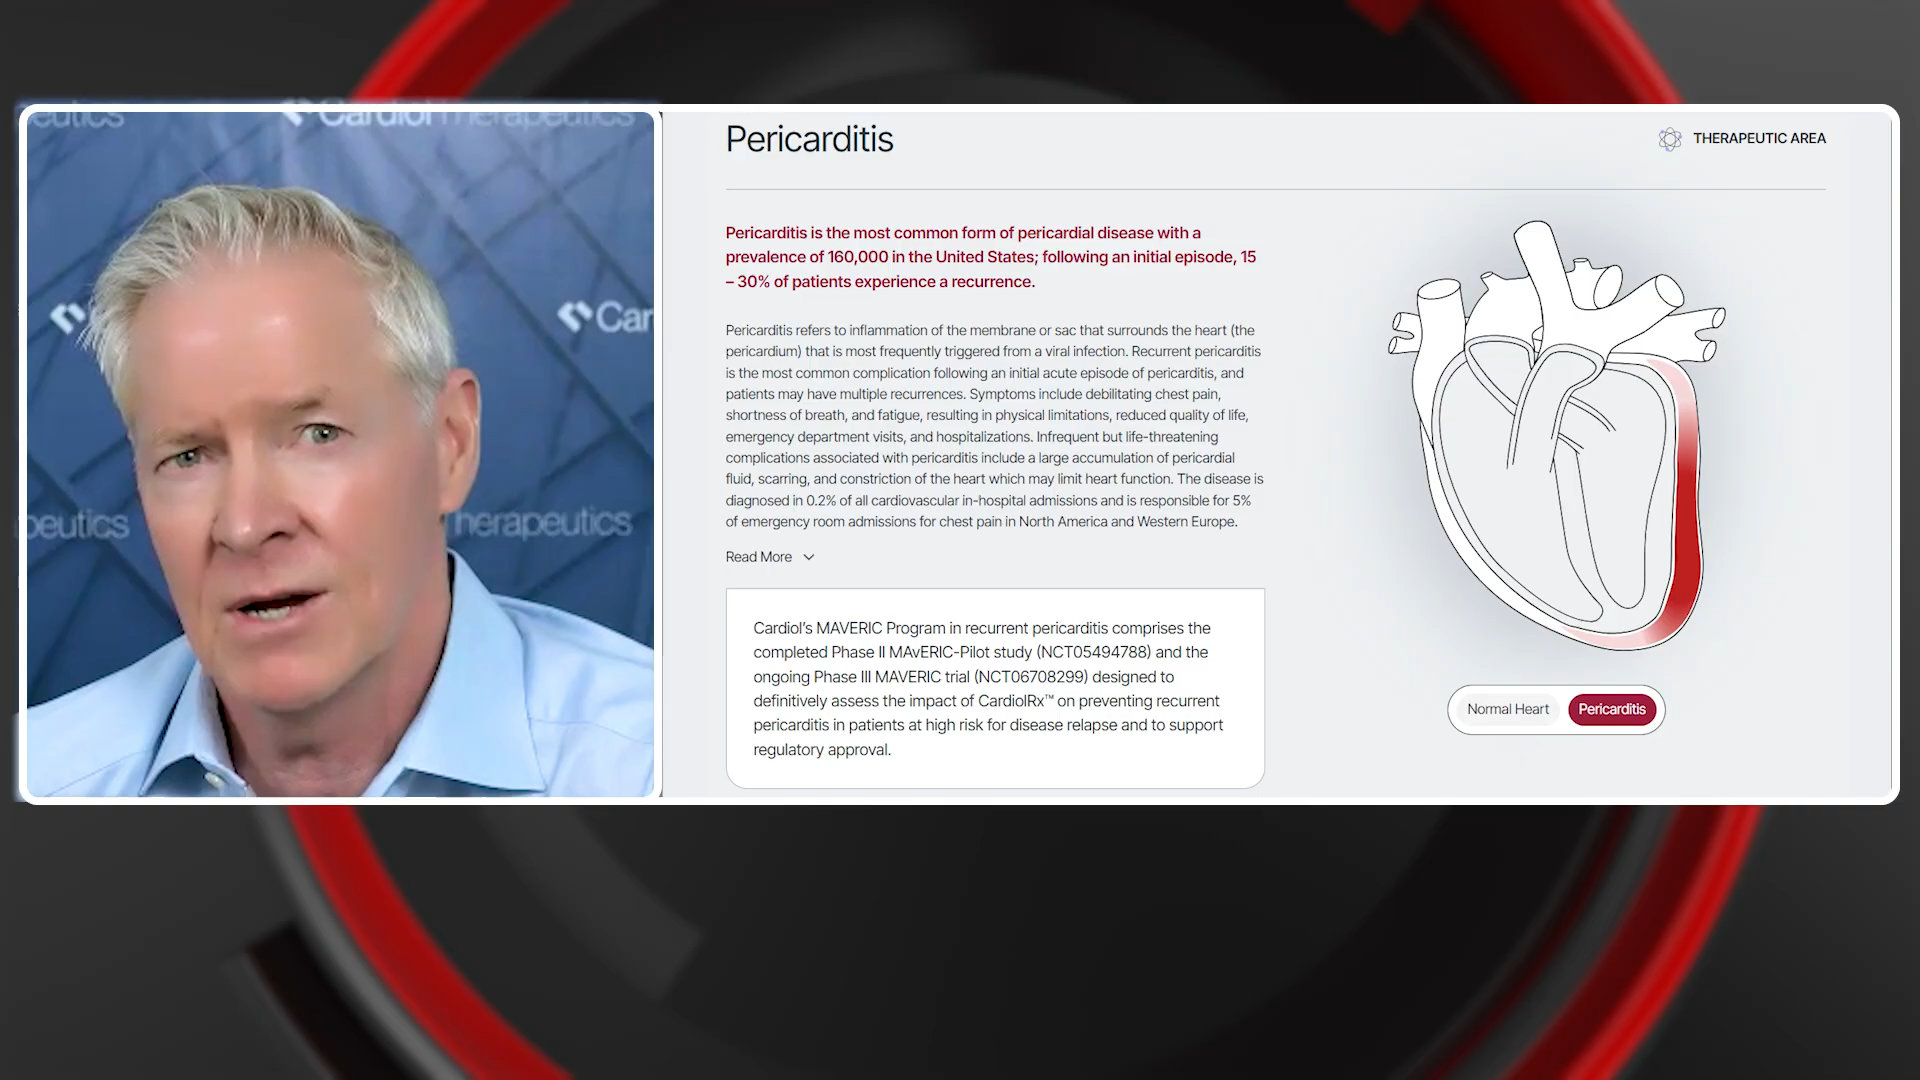 eutics
Cardiol Therapeutics
Car
peutics
Therapeutics
Pericarditis
THERAPEUTIC AREA
Pericarditis is the most common form of pericardial disease with a
prevalence of 160,000 in the United States; following an initial episode, 15
– 30% of patients experience a recurrence.
Pericarditis refers to inflammation of the membrane or sac that surrounds the heart (the
pericardium) that is most frequently triggered from a viral infection. Recurrent pericarditis
is the most common complication following an initial acute episode of pericarditis, and
patients may have multiple recurrences. Symptoms include debilitating chest pain,
shortness of breath, and fatigue, resulting in physical limitations, reduced quality of life,
emergency department visits, and hospitalizations. Infrequent but life-threatening
complications associated with pericarditis include a large accumulation of pericardial
fluid, scarring, and constriction of the heart which may limit heart function. The disease is
diagnosed in 0.2% of all cardiovascular in-hospital admissions and is responsible for 5%
of emergency room admissions for chest pain in North America and Western Europe.
Read More
Cardiol’s MAVERIC Program in recurrent pericarditis comprises the
completed Phase II MAvERIC-Pilot study (NCT05494788) and the
ongoing Phase III MAVERIC trial (NCT06708299) designed to
definitively assess the impact of CardiolRx™ on preventing recurrent
pericarditis in patients at high risk for disease relapse and to support
regulatory approval.
Normal Heart
Pericarditis